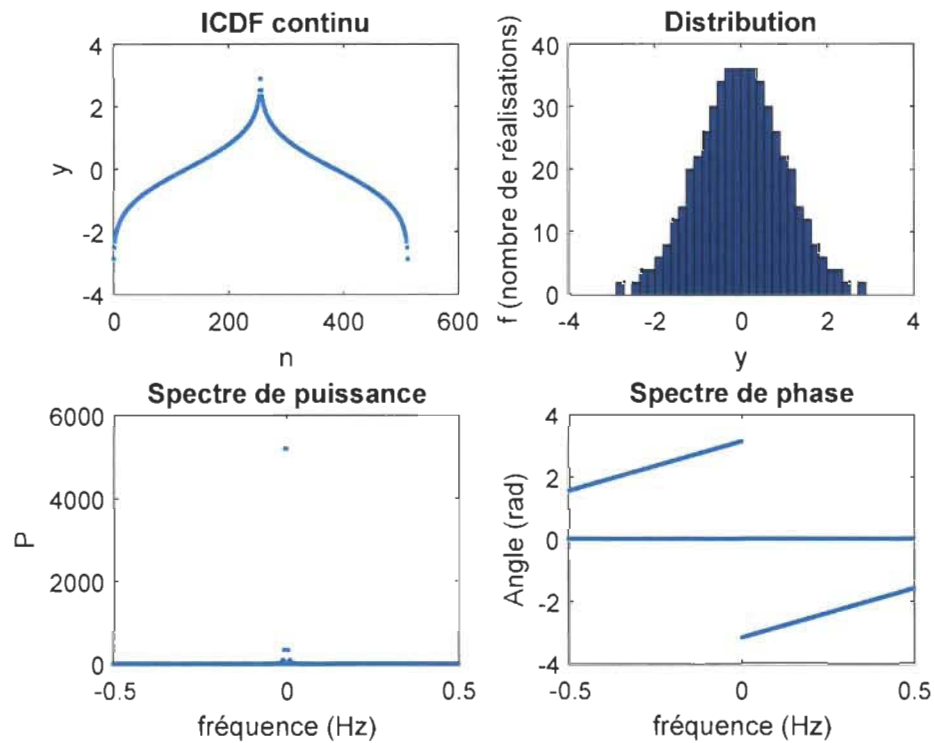 ICDF continu
4
2
0
-2
-4
y
0
200
400
600
n
Distribution
40
30
20
10
0
f (nombre de réalisations)
-4
-2
0
2
4
y
Spectre de puissance
6000
4000
2000
0
P
-0.5
0
0.5
fréquence (Hz)
Spectre de phase
4
2
0
-2
-4
Angle (rad)
-0.5
0
0.5
fréquence (Hz)